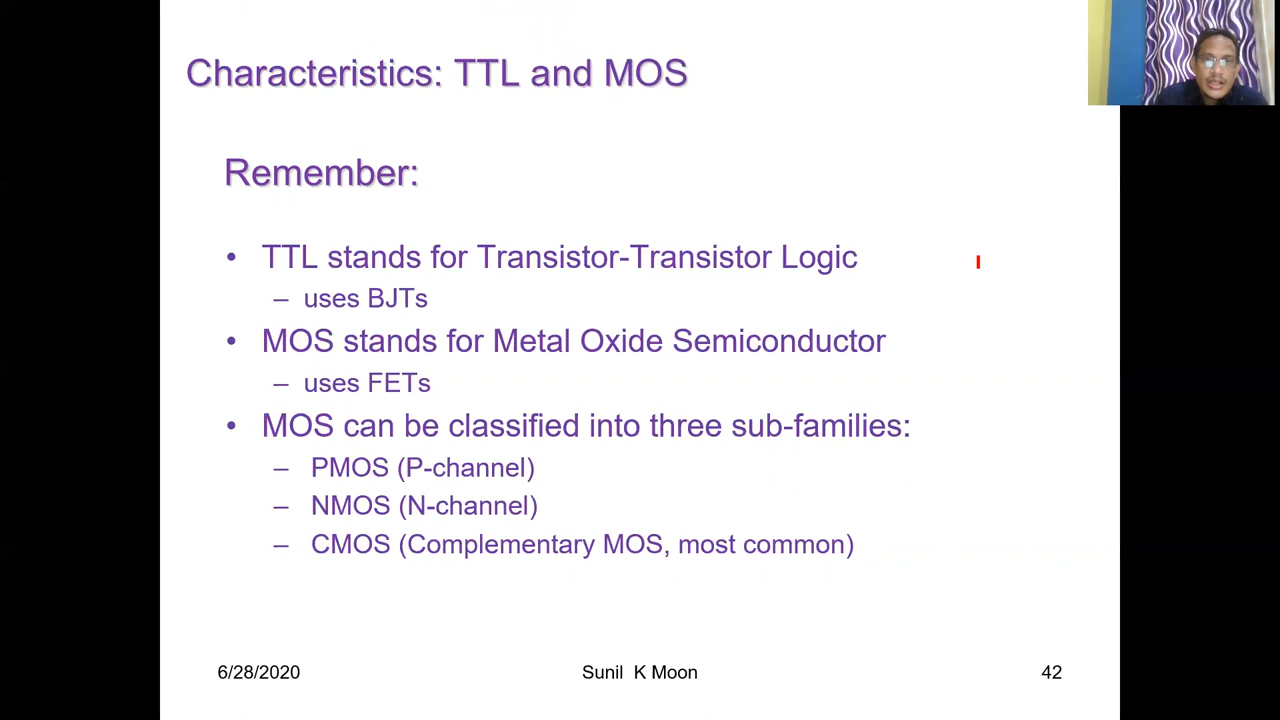 Characteristics: TTL and MOS
Remember:
• TTL stands for Transistor-Transistor Logic
– uses BJTs
• MOS stands for Metal Oxide Semiconductor
– uses FETs
• MOS can be classified into three sub-families:
– PMOS (P-channel)
– NMOS (N-channel)
– CMOS (Complementary MOS, most common)
6/28/2020 Sunil K Moon 42